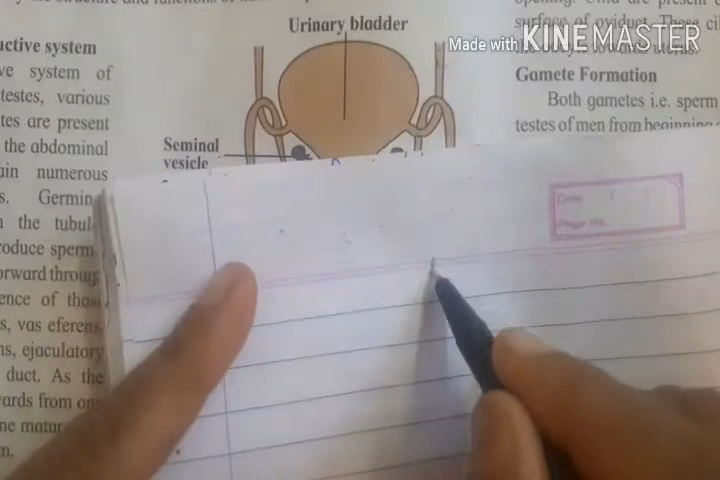 Urinary bladder
Seminal
vesicle
uctive system
ve system of
testes, various
tes are present
the abdominal
ain numerous
s. Germin
n the tubul
roduce sperm
orward throug
ence of thos
s, vas eferens
ns, ejaculatory
duct. As the
vards from on
ne matur
m.
Made with KINEMASTER
surface of oviduct. These ci
Gamete Formation
Both gametes i.e. sperm
testes of men from beginning
Date / /
Page No.